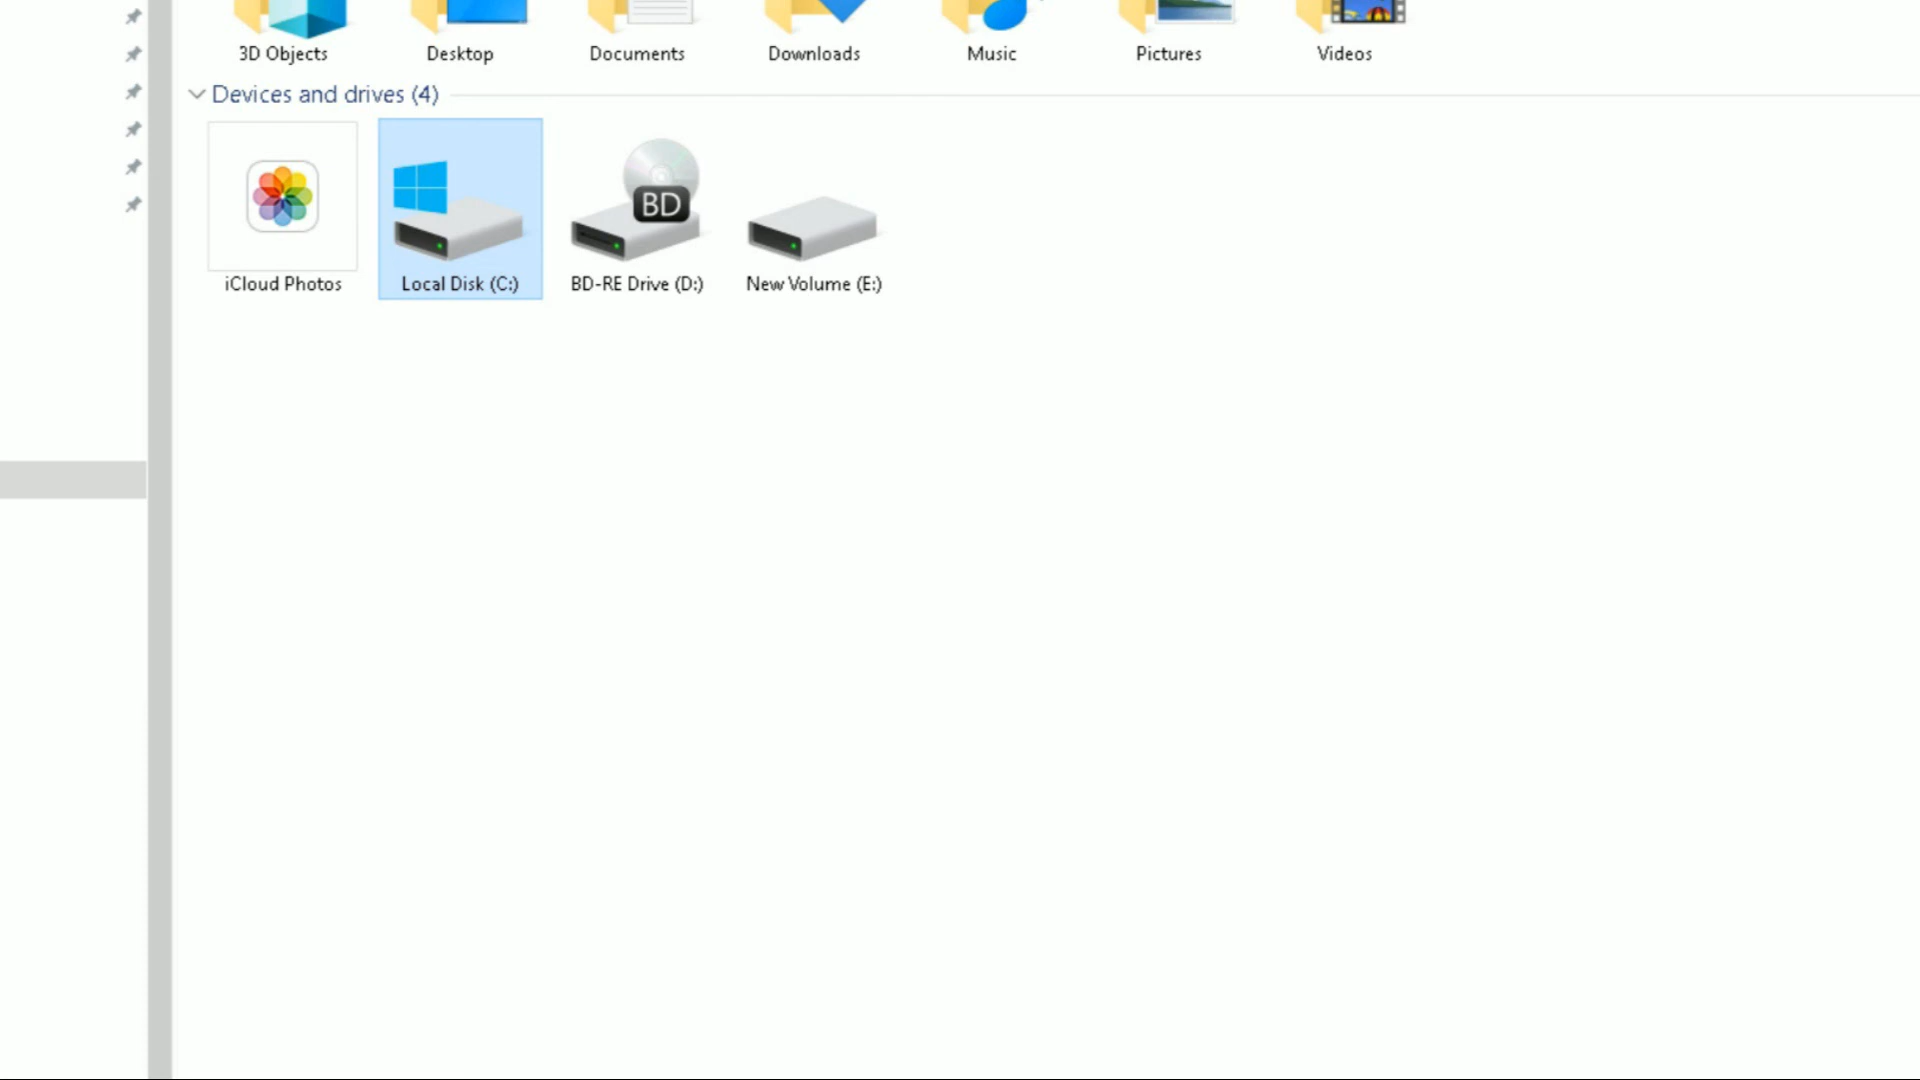 3D Objects Desktop Documents Downloads Music Pictures Videos
Devices and drives (4)
BD
iCloud Photos Local Disk (C:) BD-RE Drive (D:) New Volume (E:)